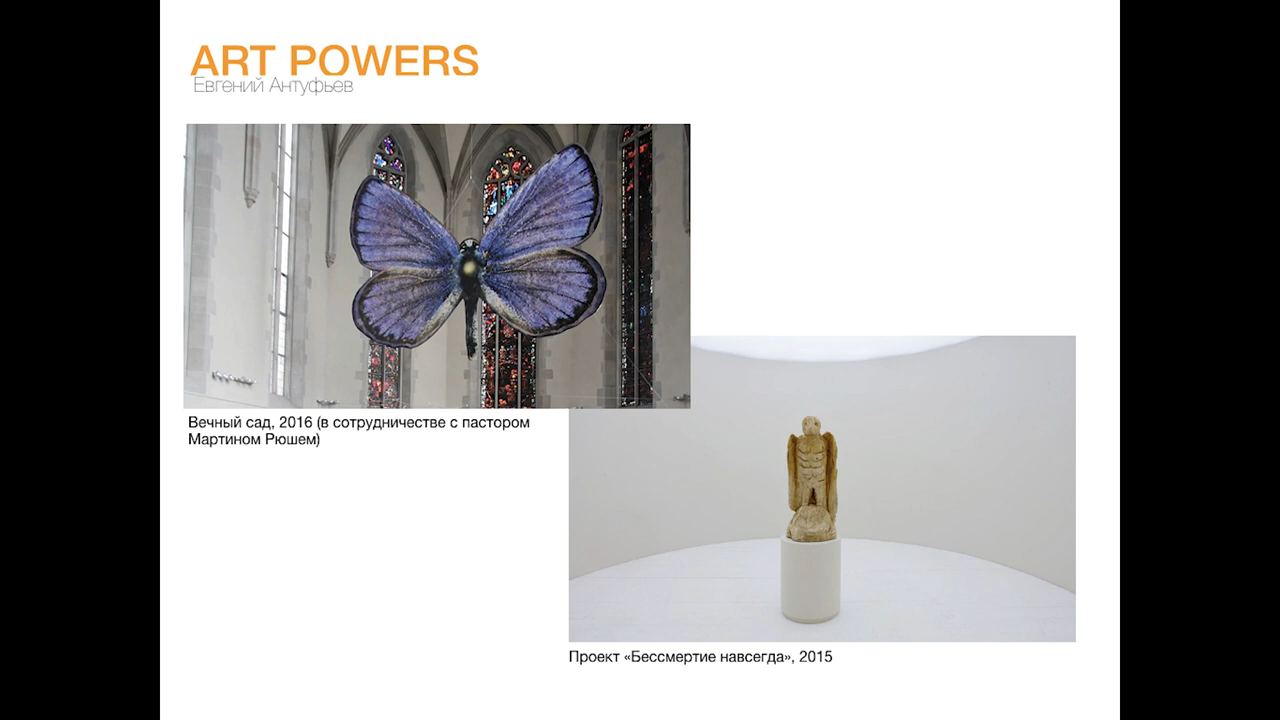 ART POWERS
Евгений Антуфьев
Вечный сад, 2016 (в сотрудничестве с пастором
Мартином Рюшем)
Проект «Бессмертие навсегда», 2015